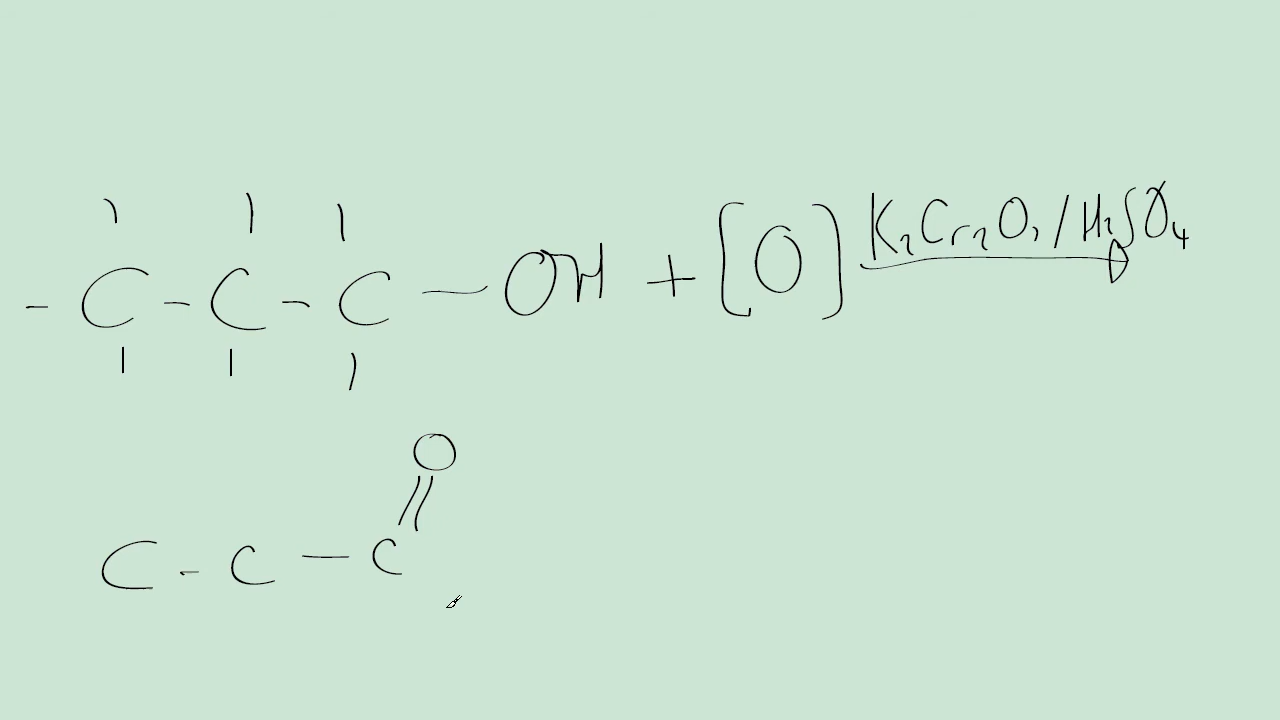 K₂Cr₂O₇/H₂SO₄
- C - C - C - OH + [O]
O
C - C - C